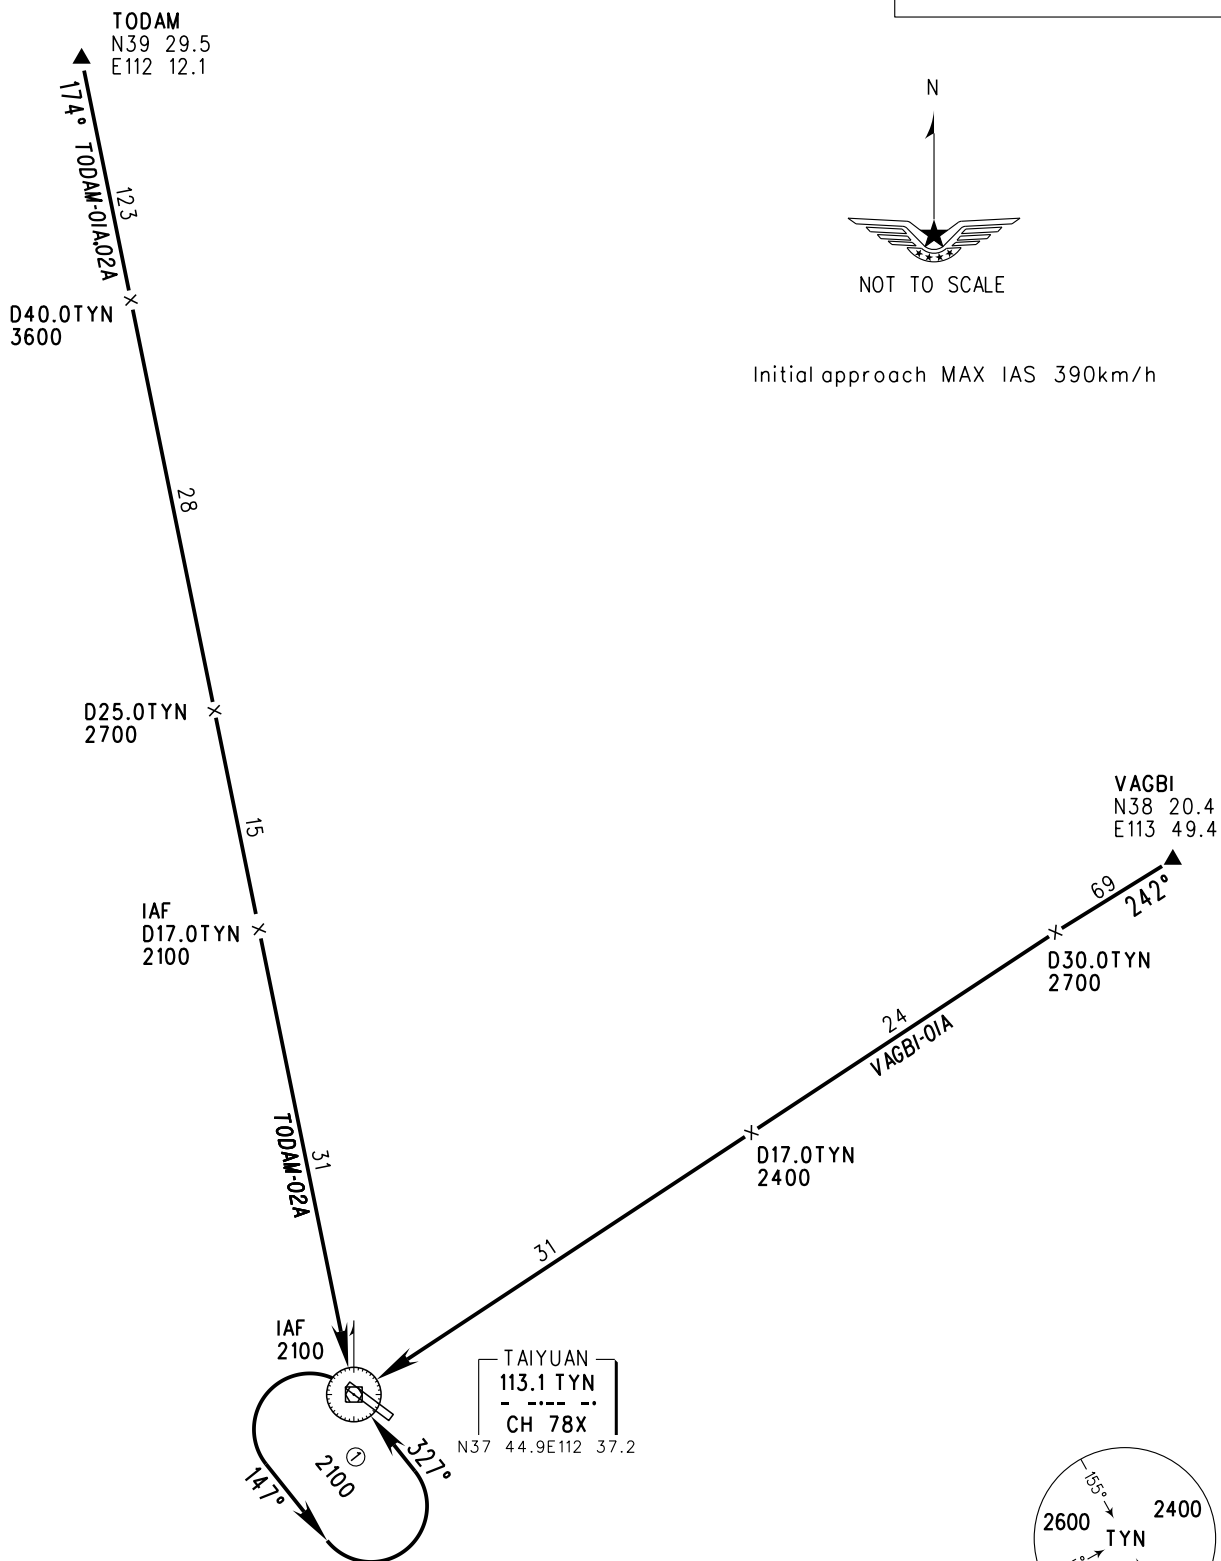 TODAM
N39 29.5
E112 12.1
174°
TODAM-01A,02A
123
N
NOT TO SCALE
D40.0TYN
3600
Initial approach MAX IAS 390km/h
28
D25.0TYN
2700
15
VAGBI
N38 20.4
E113 49.4
69
242°
IAF
D17.0TYN
2100
D30.0TYN
2700
24
VAGBI-01A
D17.0TYN
2400
TODAM-02A
31
31
IAF
2100
TAIYUAN
113.1 TYN
CH 78X
N37 44.9E112 37.2
1
2100
327°
147°
155°
2400
2600
TYN